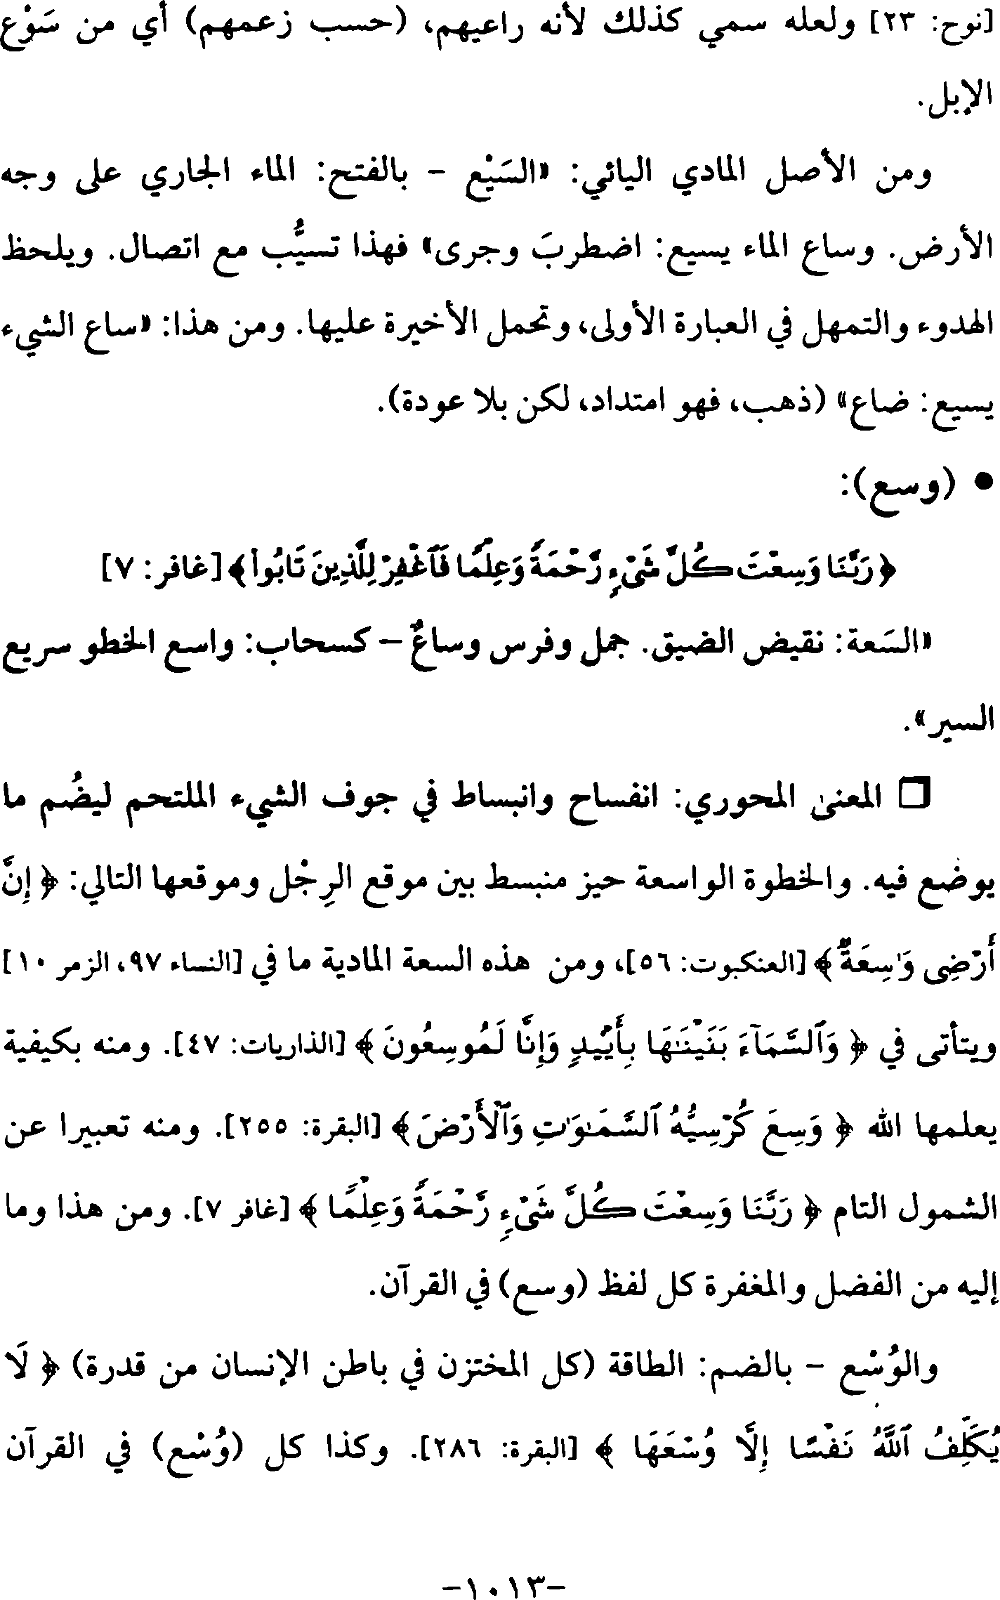 [نوح: ٢٣] ولعله سمي كذلك لأنه راعيهم، (حسب زعمهم) أي من سَوْع
الإبل.
ومن الأصل المادي اليائي: «السَيْع – بالفتح: الماء الجاري على وجه
الأرض. وساع الماء يسيع: اضطربَ وجرى» فهذا تسيُّب مع اتصال. ويلحظ
الهدوء والتمهل في العبارة الأولى، وتحمل الأخيرة عليها. ومن هذا: «ساع الشيء
يسيع: ضاع» (ذهب، فهو امتداد، لكن بلا عودة).
• (وسع):
﴿رَبَّنَا وَسِعْتَ كُلَّ شَىْءٍ رَّحْمَةً وَعِلْمًا فَٱغْفِرْ لِلَّذِينَ تَابُوا۟﴾ [غافر: ٧]
«السَعة: نقيض الضيق. جمل وفرس وساعٌ – كسحاب: واسع الخطو سريع
السير».
❒ المعنىٰ المحوري: انفساح وانبساط في جوف الشيء الملتحم ليضُم ما
يوضع فيه. والخطوة الواسعة حيز منبسط بين موقع الرِجْل وموقعها التالي: ﴿إِنَّ
أَرْضِى وَٰسِعَةٌ﴾ [العنكبوت: ٥٦]، ومن هذه السعة المادية ما في [النساء ٩٧، الزمر ١٠]
ويتأتى في ﴿وَٱلسَّمَآءَ بَنَيْنَـٰهَا بِأَيْي۟دٍ وَإِنَّا لَمُوسِعُونَ﴾ [الذاريات: ٤٧]. ومنه بكيفية
يعلمها الله ﴿وَسِعَ كُرْسِيُّهُ ٱلسَّمَـٰوَٰتِ وَٱلْأَرْضَ﴾ [البقرة: ٢٥٥]. ومنه تعبيرا عن
الشمول التام ﴿رَبَّنَا وَسِعْتَ كُلَّ شَىْءٍ رَّحْمَةً وَعِلْمًا﴾ [غافر ٧]. ومن هذا وما
إليه من الفضل والمغفرة كل لفظ (وسع) في القرآن.
والوُسْع – بالضم: الطاقة (كل المختزن في باطن الإنسان من قدرة) ﴿لَا
يُكَلِّفُ ٱللَّهُ نَفْسًا إِلَّا وُسْعَهَا﴾ [البقرة: ٢٨٦]. وكذا كل (وُسْع) في القرآن
-١٠١٣-